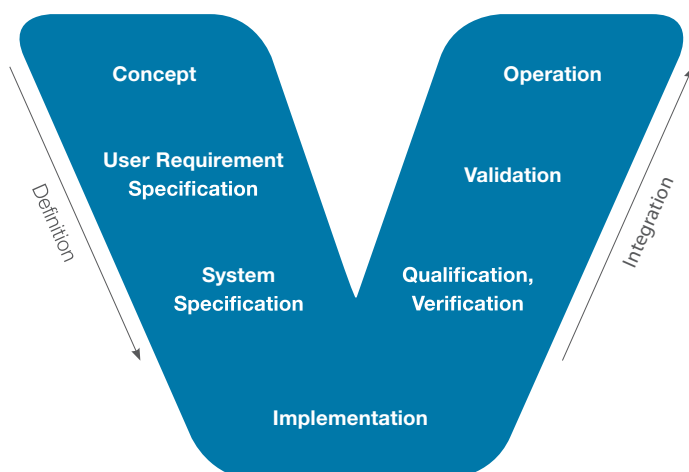 Concept
User Requirement
Specification
System
Specification
Implementation
Qualification,
Verification
Validation
Operation
Definition
Integration